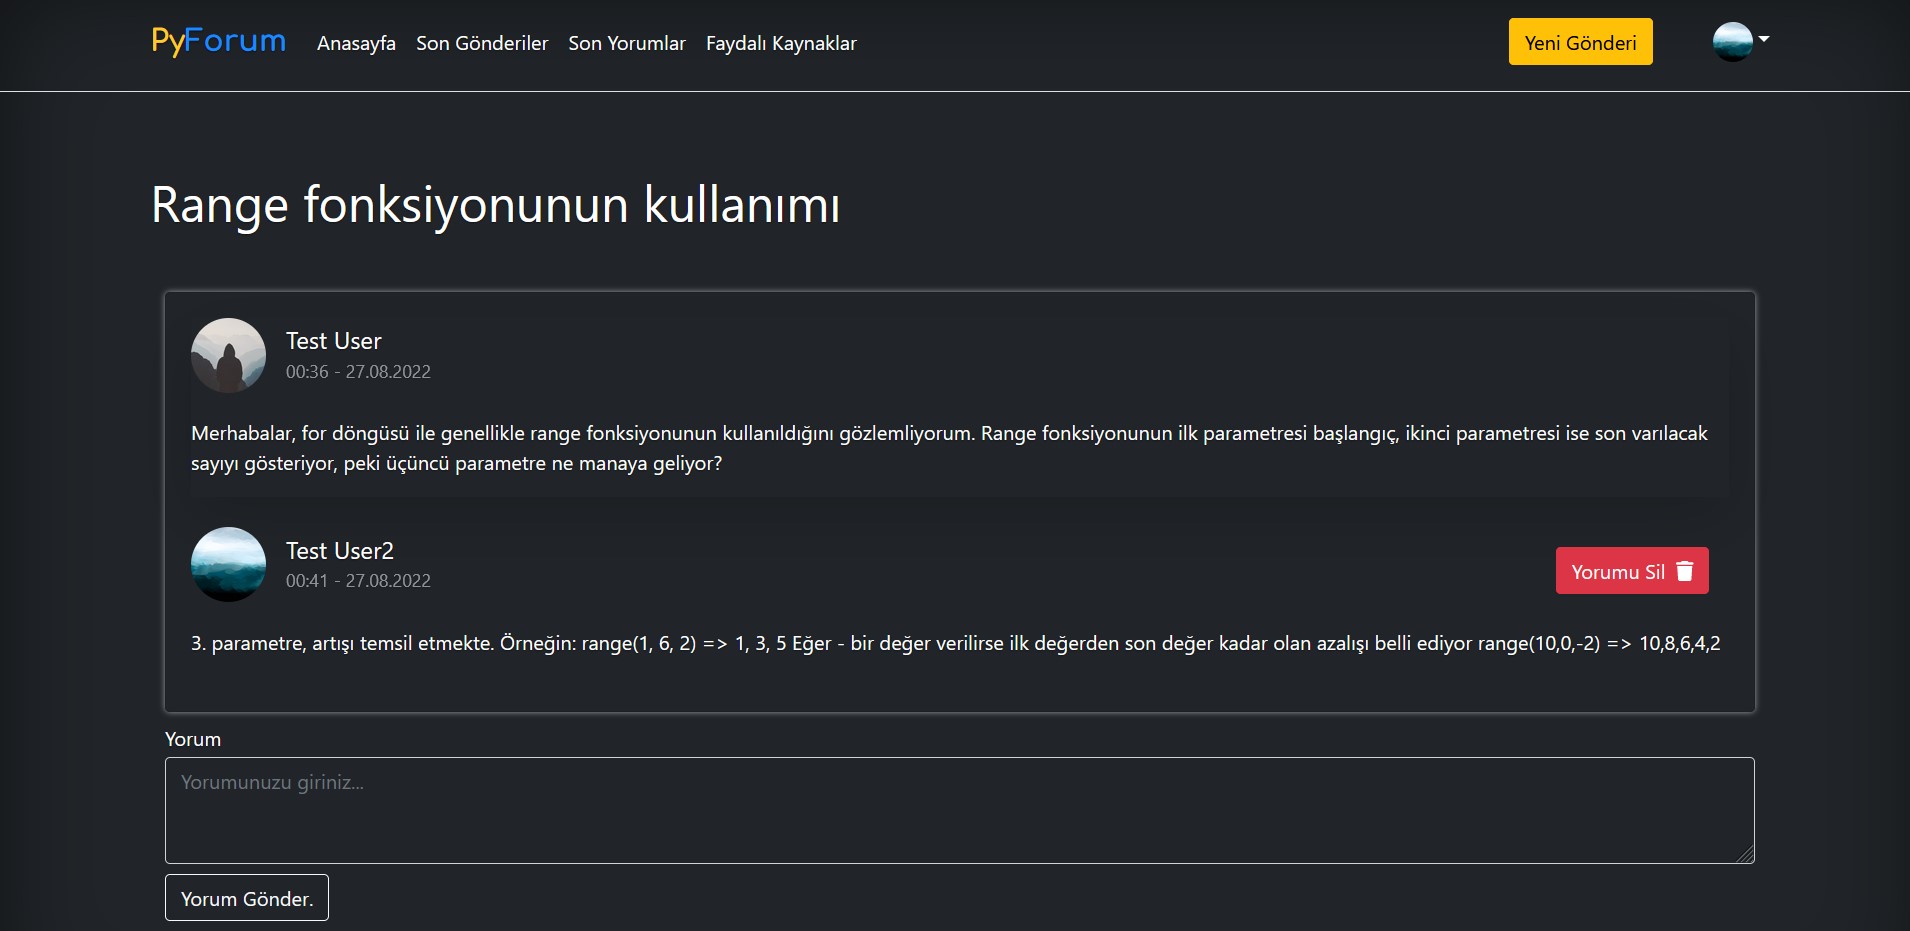 PyForum Anasayfa Son Gönderiler Son Yorumlar Faydalı Kaynaklar Yeni Gönderi
Range fonksiyonunun kullanımı
Test User
00:36 - 27.08.2022
Merhabalar, for döngüsü ile genellikle range fonksiyonunun kullanıldığını gözlemliyorum. Range fonksiyonunun ilk parametresi başlangıç, ikinci parametresi ise son varılacak
sayıyı gösteriyor, peki üçüncü parametre ne manaya geliyor?
Test User2
00:41 - 27.08.2022
Yorumu Sil
3. parametre, artışı temsil etmekte. Örneğin: range(1, 6, 2) => 1, 3, 5 Eğer - bir değer verilirse ilk değerden son değer kadar olan azalışı belli ediyor range(10,0,-2) => 10,8,6,4,2
Yorum
Yorumunuzu giriniz...
Yorum Gönder.